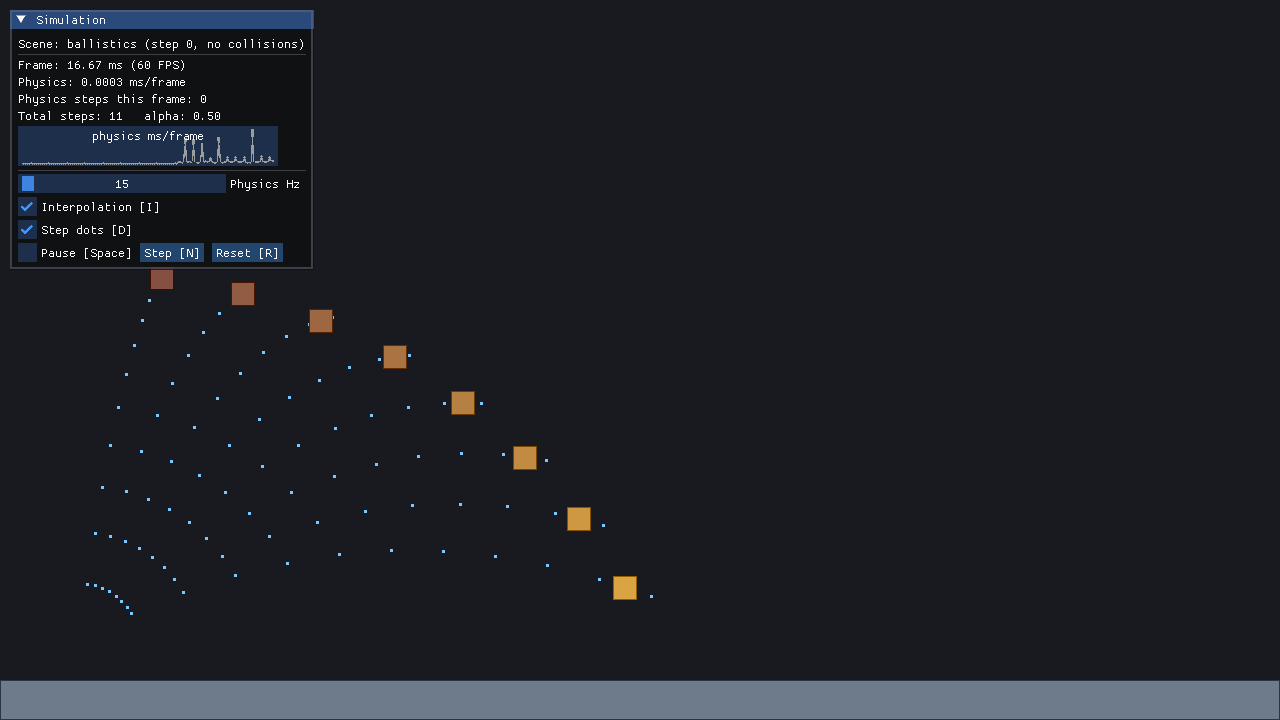 Simulation
Scene: ballistics (step 0, no collisions)
Frame: 16.67 ms (60 FPS)
Physics: 0.0003 ms/frame
Physics steps this frame: 0
Total steps: 11 alpha: 0.50
physics ms/frame
15 Physics Hz
Interpolation [I]
Step dots [D]
Pause [Space] Step [N] Reset [R]